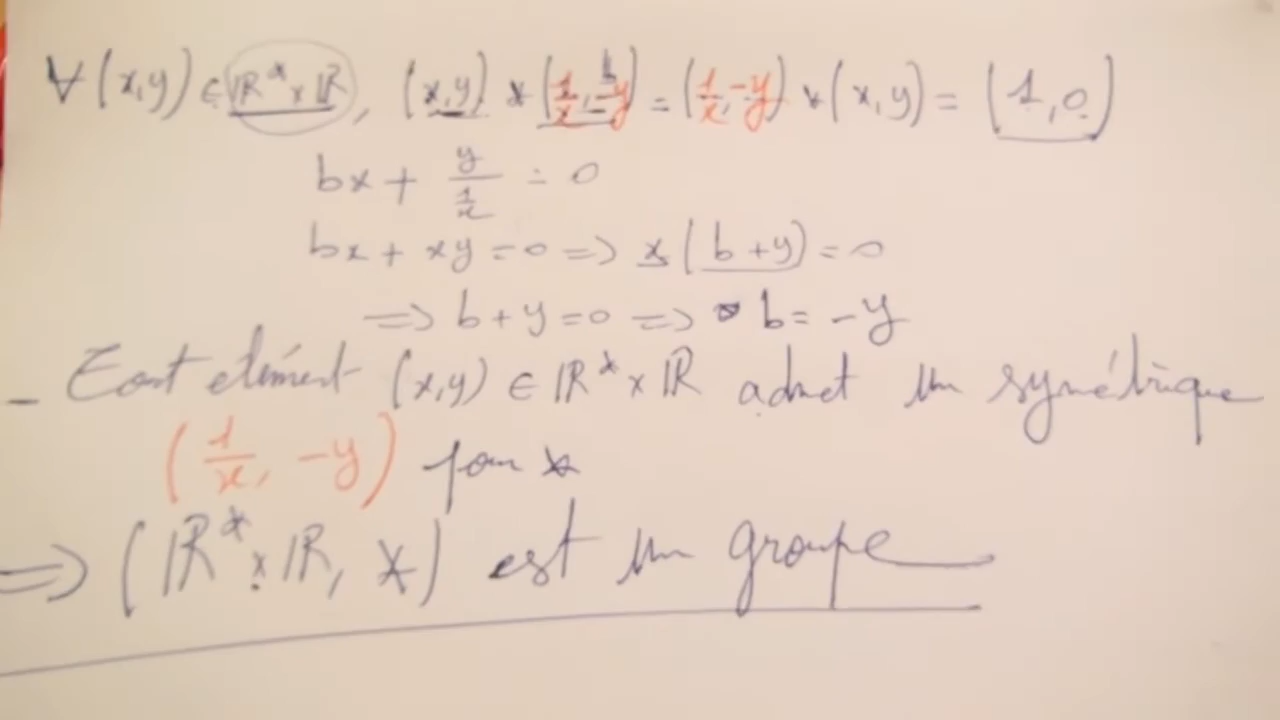 ∀(x,y) ∈ ℝ* × ℝ, (x,y) * (1/x, -y) = (1/x, -y) * (x,y) = (1,0)
bx + y/(1/x) = 0
bx + xy = 0 => x(b+y) = 0
=> b+y=0 => b = -y
- Tout elément (x,y) ∈ ℝ* × ℝ admet un symétrique
(1/x, -y) pour *
=> (ℝ* × ℝ, *) est un groupe